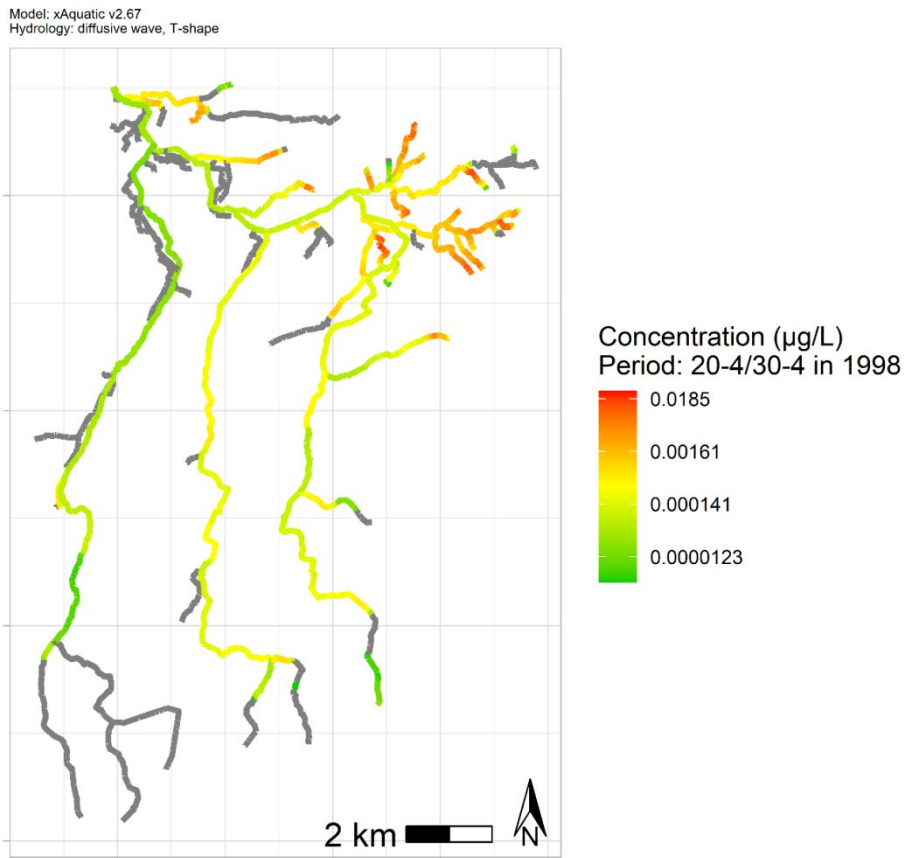 Model: xAquatic v2.67
Hydrology: diffusive wave, T-shape
Concentration (µg/L)
Period: 20-4/30-4 in 1998
0.0185
0.00161
0.000141
0.0000123
2 km
N